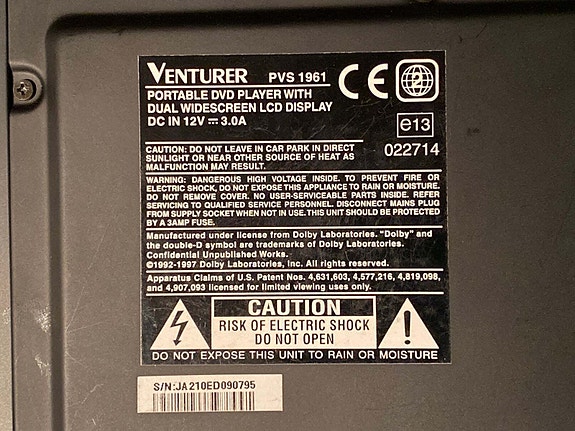 VENTURER PVS 1961
PORTABLE DVD PLAYER WITH
DUAL WIDESCREEN LCD DISPLAY
DC IN 12V ⎓ 3.0A
CE
2
e13
022714
CAUTION: DO NOT LEAVE IN CAR PARK IN DIRECT
SUNLIGHT OR NEAR OTHER SOURCE OF HEAT AS
MALFUNCTION MAY RESULT.
WARNING: DANGEROUS HIGH VOLTAGE INSIDE. TO PREVENT FIRE OR
ELECTRIC SHOCK, DO NOT EXPOSE THIS APPLIANCE TO RAIN OR MOISTURE.
DO NOT REMOVE COVER. NO USER-SERVICEABLE PARTS INSIDE. REFER
SERVICING TO QUALIFIED SERVICE PERSONNEL. DISCONNECT MAINS PLUG
FROM SUPPLY SOCKET WHEN NOT IN USE. THIS UNIT SHOULD BE PROTECTED
BY A 3AMP FUSE.
Manufactured under license from Dolby Laboratories. "Dolby" and
the double-D symbol are trademarks of Dolby Laboratories.
Confidential Unpublished Works.
©1992-1997 Dolby Laboratories, Inc. All rights reserved.
Apparatus Claims of U.S. Patent Nos. 4,631,603, 4,577,216, 4,819,098,
and 4,907,093 licensed for limited viewing uses only.
CAUTION
RISK OF ELECTRIC SHOCK
DO NOT OPEN
DO NOT EXPOSE THIS UNIT TO RAIN OR MOISTURE
S/N:JA210ED090795